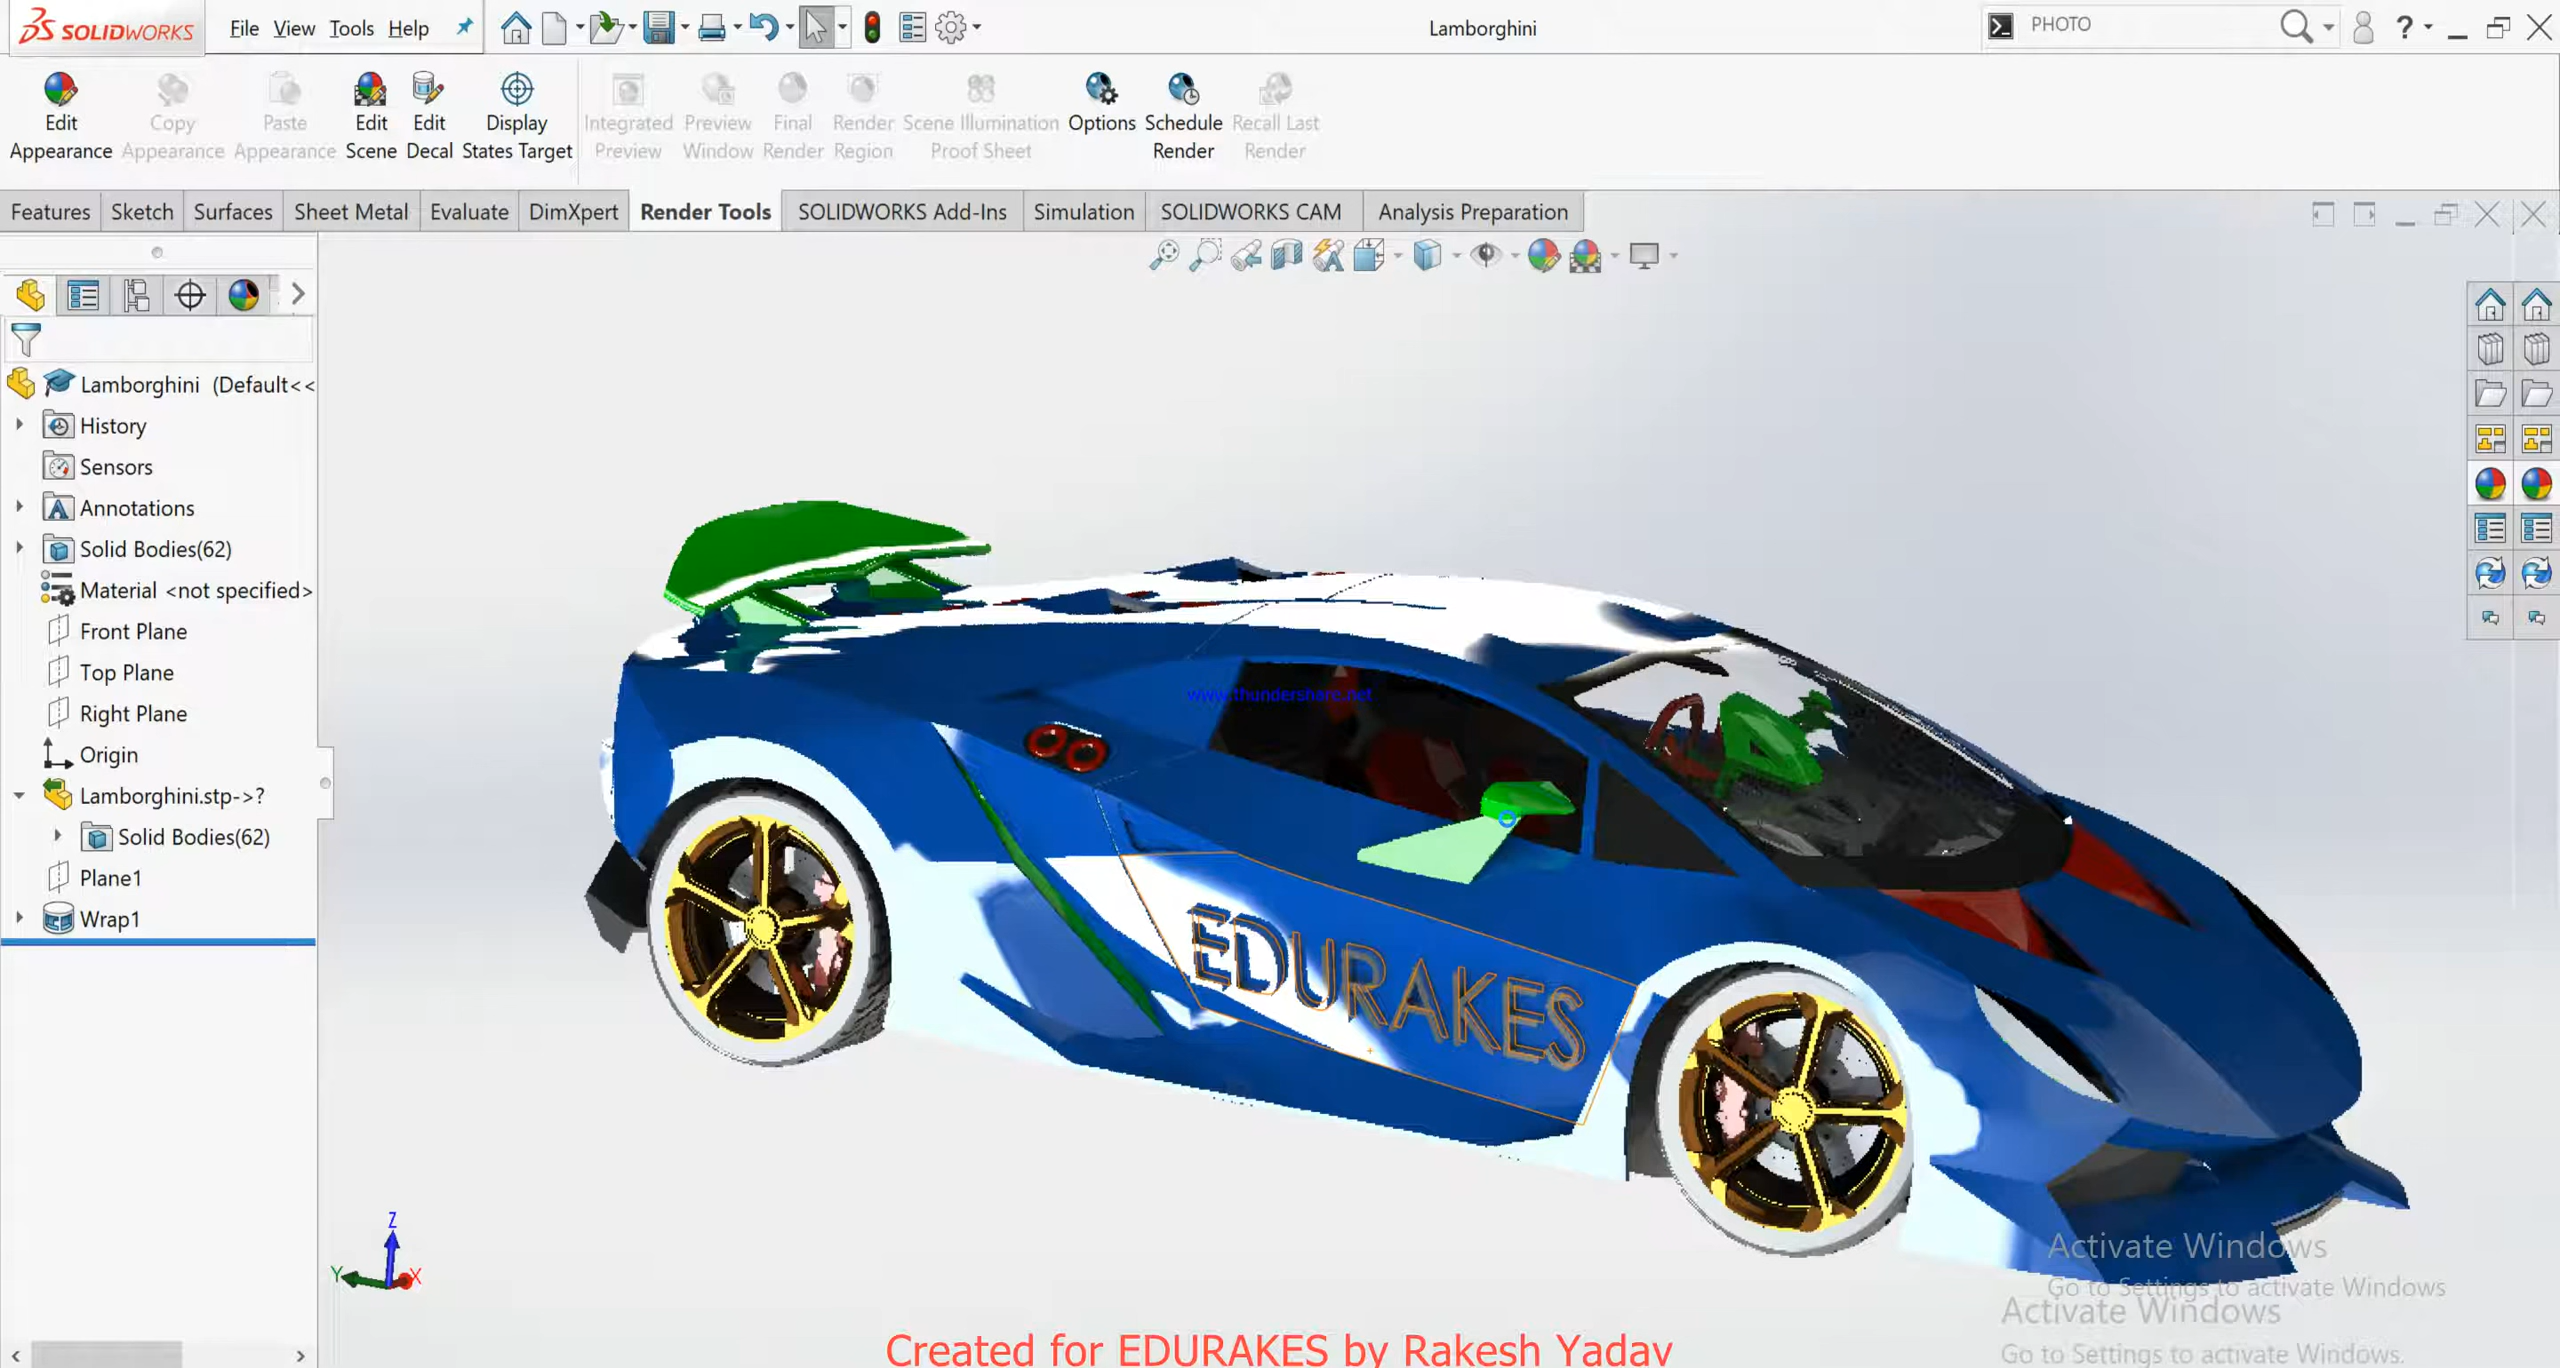 SOLIDWORKS
File View Tools Help
Lamborghini
PHOTO
Edit Appearance
Copy Appearance
Paste Appearance
Edit Scene
Edit Decal
Display States Target
Integrated Preview
Preview Window
Final Render
Render Region
Scene Illumination Proof Sheet
Options
Schedule Render
Recall Last Render
Features Sketch Surfaces Sheet Metal Evaluate DimXpert Render Tools SOLIDWORKS Add-Ins Simulation SOLIDWORKS CAM Analysis Preparation
Lamborghini (Default<<
History
Sensors
Annotations
Solid Bodies(62)
Material <not specified>
Front Plane
Top Plane
Right Plane
Origin
Lamborghini.stp->?
Solid Bodies(62)
Plane1
Wrap1
www.thundershare.net
EDURAKES
Z
Y X
Activate Windows
Go to Settings to activate Windows
Activate Windows
Go to Settings to activate Windows.
Created for EDURAKES by Rakesh Yadav